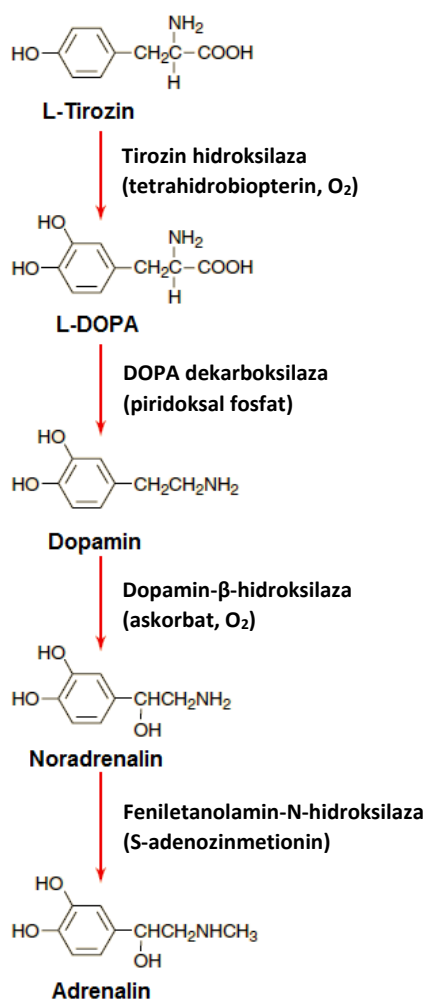 NH₂
HO CH₂C COOH
H
L-Tirozin
Tirozin hidroksilaza
(tetrahidrobiopterin, O₂)
HO
NH₂
HO CH₂C COOH
H
L-DOPA
DOPA dekarboksilaza
(piridoksal fosfat)
HO
HO CH₂CH₂NH₂
Dopamin
Dopamin-β-hidroksilaza
(askorbat, O₂)
HO
HO CHCH₂NH₂
OH
Noradrenalin
Feniletanolamin-N-hidroksilaza
(S-adenozinmetionin)
HO
HO CHCH₂NHCH₃
OH
Adrenalin